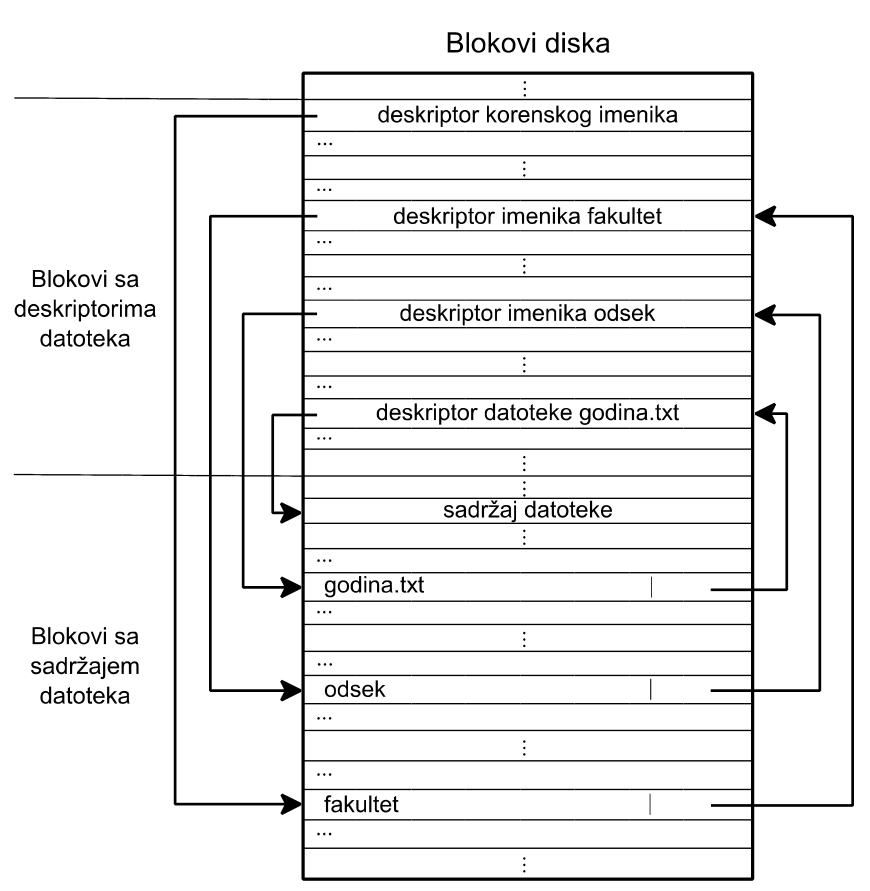 Blokovi diska
⋮
deskriptor korenskog imenika
...
⋮
...
deskriptor imenika fakultet
...
⋮
...
deskriptor imenika odsek
...
⋮
...
deskriptor datoteke godina.txt
...
⋮
⋮
sadržaj datoteke
⋮
...
godina.txt |
...
⋮
...
odsek |
...
⋮
...
fakultet |
...
⋮
Blokovi sa
deskriptorima
datoteka
Blokovi sa
sadržajem
datoteka